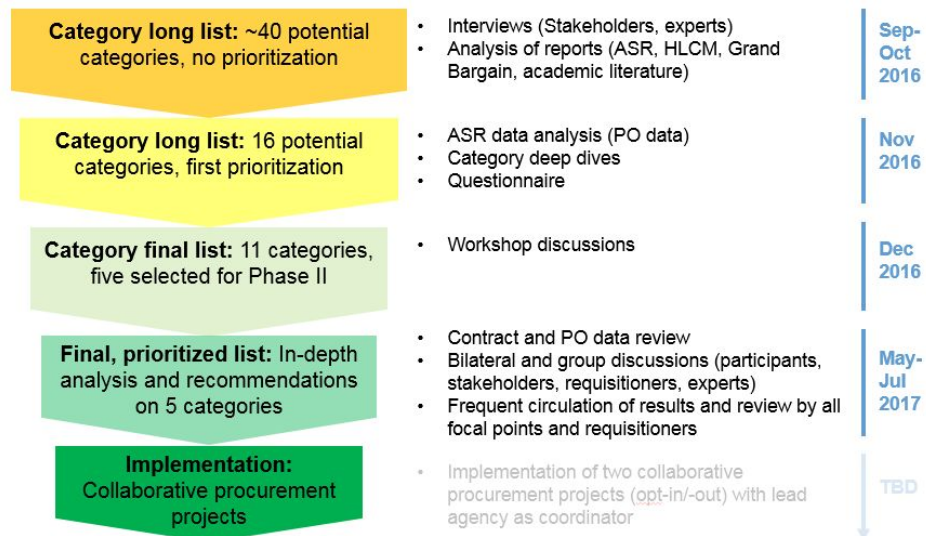 Category long list: ~40 potential
categories, no prioritization
• Interviews (Stakeholders, experts)
• Analysis of reports (ASR, HLCM, Grand
Bargain, academic literature)
Sep-
Oct
2016
Category long list: 16 potential
categories, first prioritization
• ASR data analysis (PO data)
• Category deep dives
• Questionnaire
Nov
2016
Category final list: 11 categories,
five selected for Phase II
• Workshop discussions
Dec
2016
Final, prioritized list: In-depth
analysis and recommendations
on 5 categories
• Contract and PO data review
• Bilateral and group discussions (participants,
stakeholders, requisitioners, experts)
• Frequent circulation of results and review by all
focal points and requisitioners
May-
Jul
2017
Implementation:
Collaborative procurement
projects
• Implementation of two collaborative
procurement projects (opt-in/-out) with lead
agency as coordinator
TBD